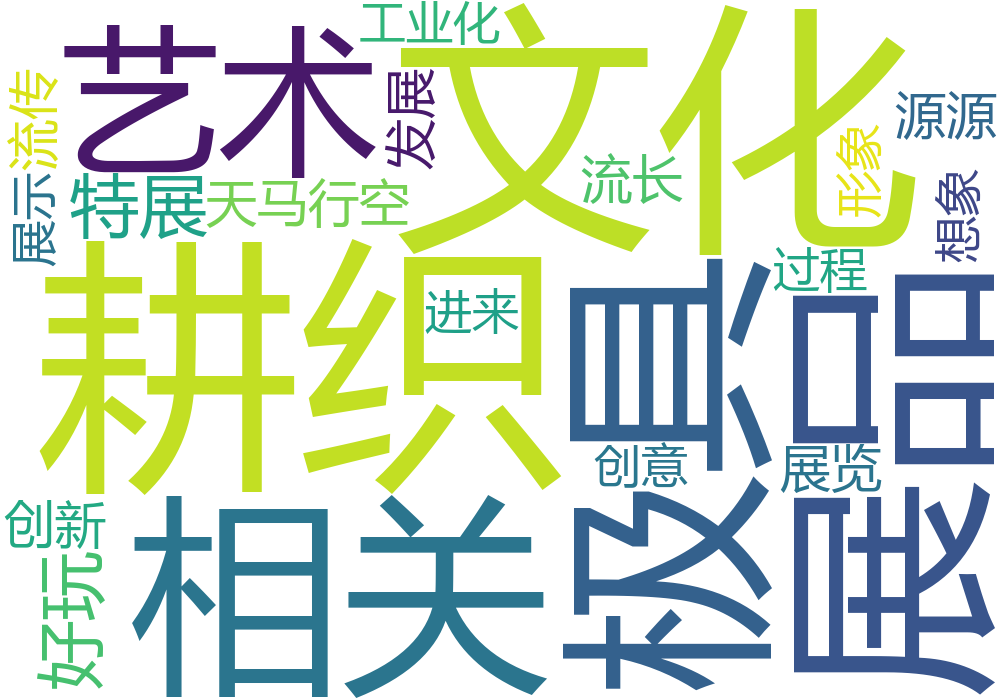 工业化
文化
艺术
流传
发展
源源
形象
流长
展示
特展
天马行空
想象
耕织
进来
过程
极具
展品
创意
展览
相关
创新
好玩